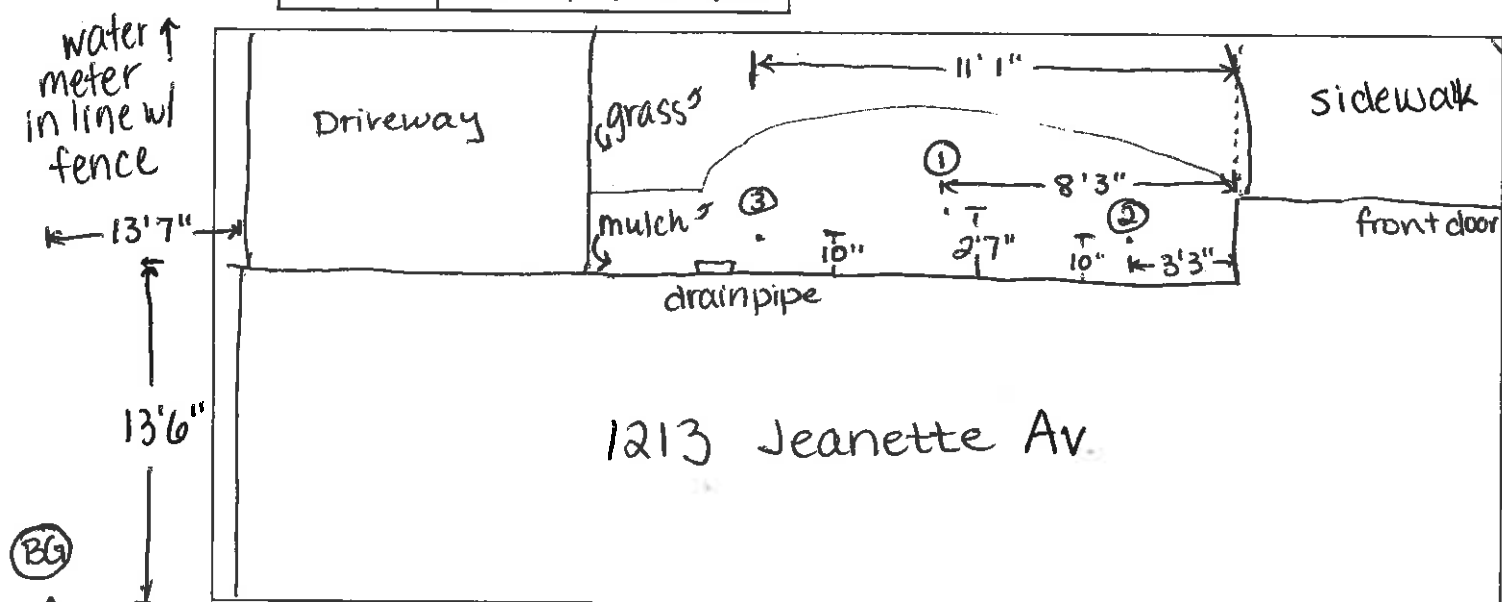 water
meter
in line w/
fence
Driveway
grass
11'1"
sidewalk
1
8'3"
3
2
mulch
front door
13'7"
10"
2'7"
10"
3'3"
drainpipe
13'6"
1213 Jeanette Av.
BG